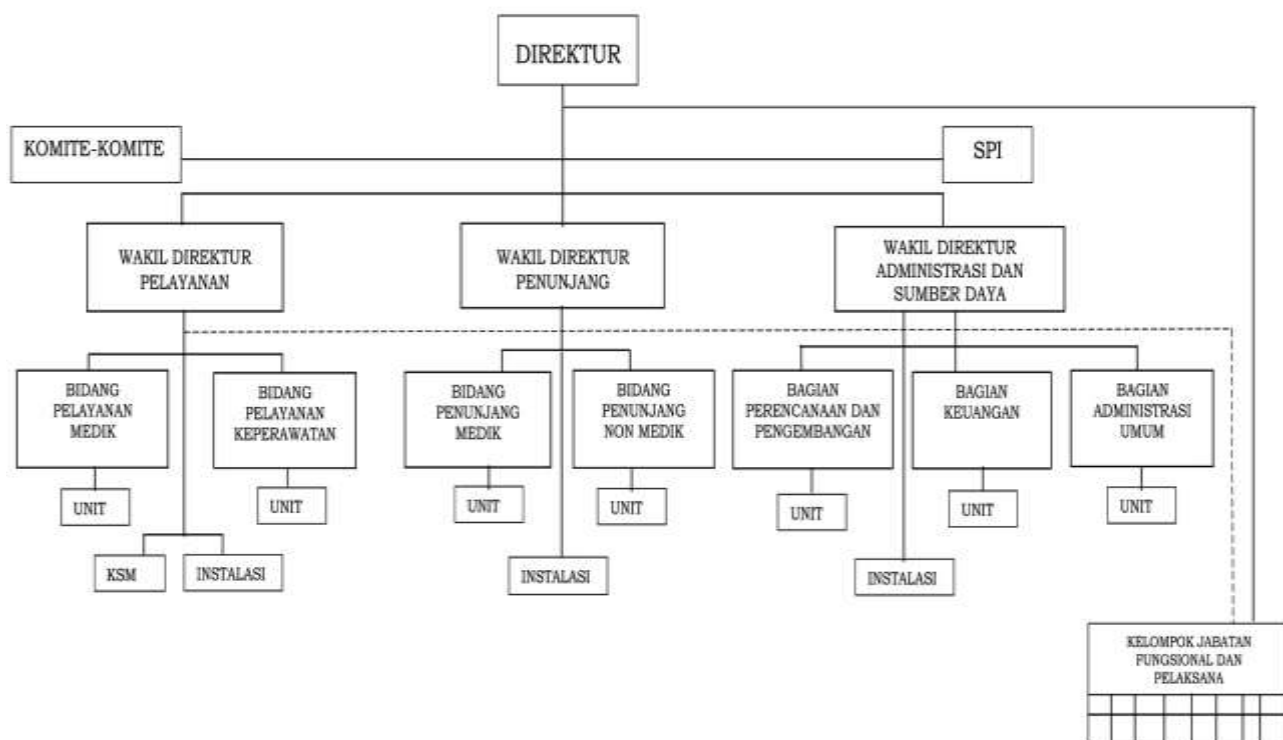 DIREKTUR
KOMITE-KOMITE
SPI
WAKIL DIREKTUR
PELAYANAN
WAKIL DIREKTUR
PENUNJANG
WAKIL DIREKTUR
ADMINISTRASI DAN
SUMBER DAYA
BIDANG
PELAYANAN
MEDIK
BIDANG
PELAYANAN
KEPERAWATAN
BIDANG
PENUNJANG
MEDIK
BIDANG
PENUNJANG
NON MEDIK
BAGIAN
PERENCANAAN DAN
PENGEMBANGAN
BAGIAN
KEUANGAN
BAGIAN
ADMINISTRASI
UMUM
UNIT
UNIT
UNIT
UNIT
UNIT
UNIT
UNIT
KSM
INSTALASI
INSTALASI
INSTALASI
KELOMPOK JABATAN
FUNGSIONAL DAN
PELAKSANA